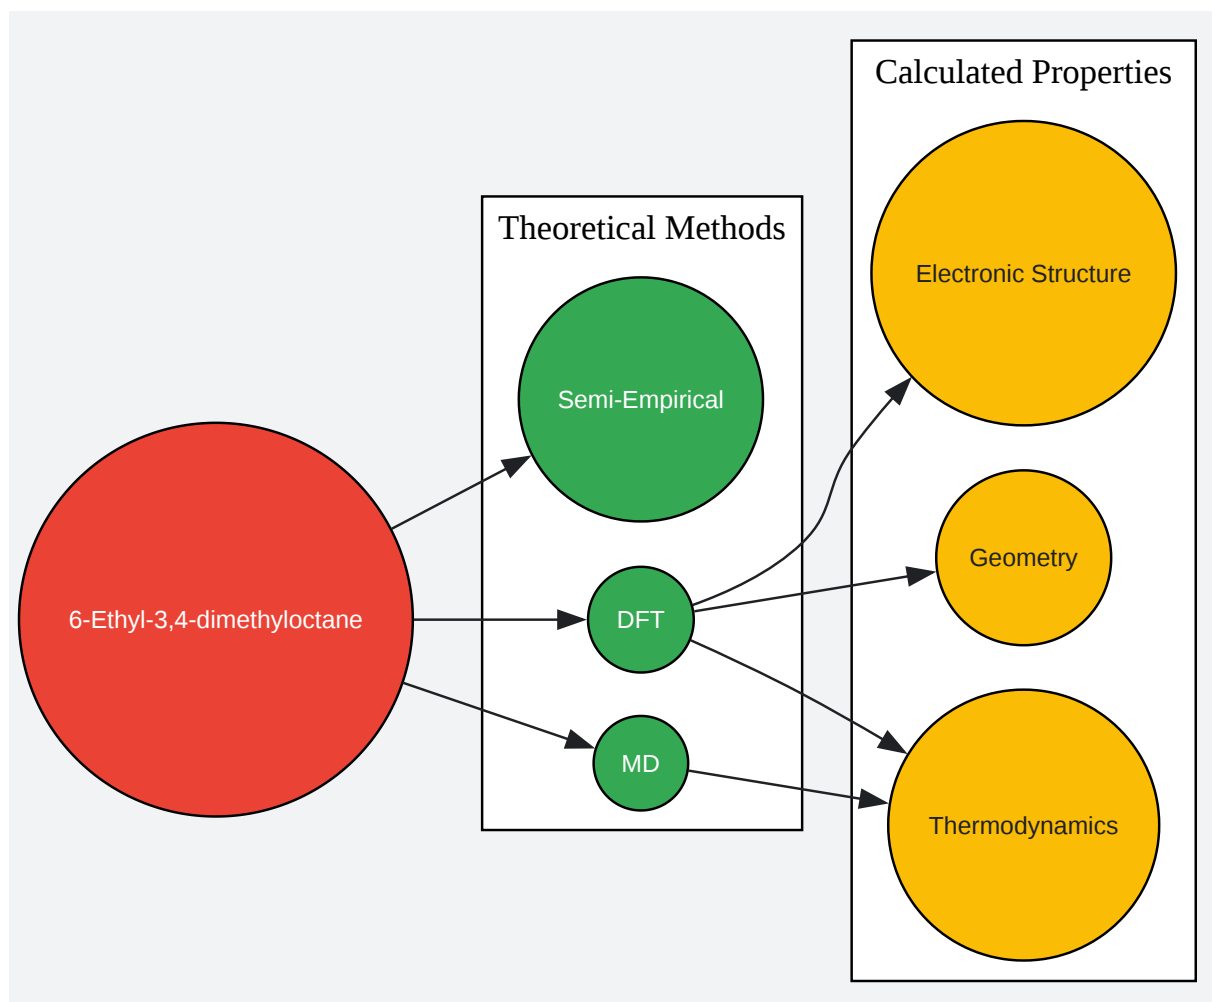 6-Ethyl-3,4-dimethyloctane
Theoretical Methods
Semi-Empirical
DFT
MD
Calculated Properties
Electronic Structure
Geometry
Thermodynamics